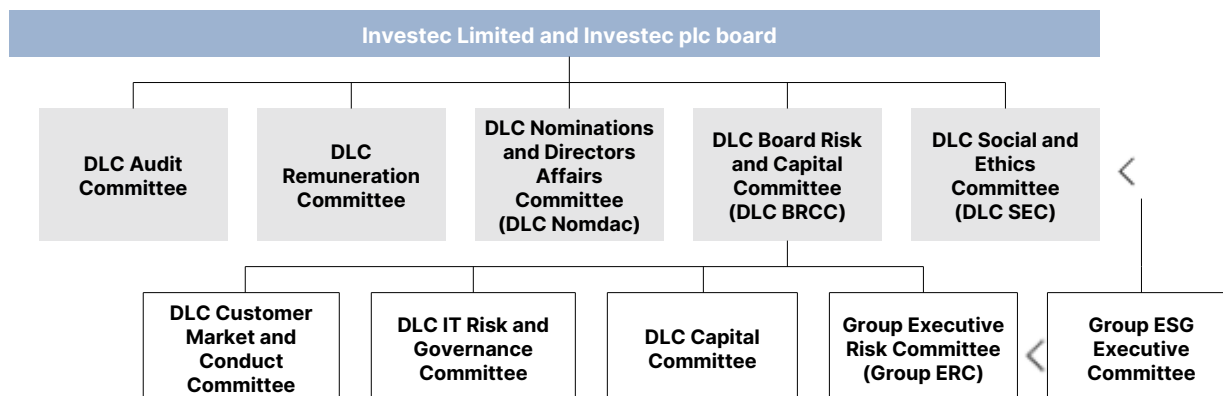 Investec Limited and Investec plc board
DLC Audit
Committee
DLC
Remuneration
Committee
DLC Nominations
and Directors
Affairs
Committee
(DLC Nomdac)
DLC Board Risk
and Capital
Committee
(DLC BRCC)
DLC Social and
Ethics
Committee
(DLC SEC)
DLC Customer
Market and
Conduct
Committee
DLC IT Risk and
Governance
Committee
DLC Capital
Committee
Group Executive
Risk Committee
(Group ERC)
Group ESG
Executive
Committee